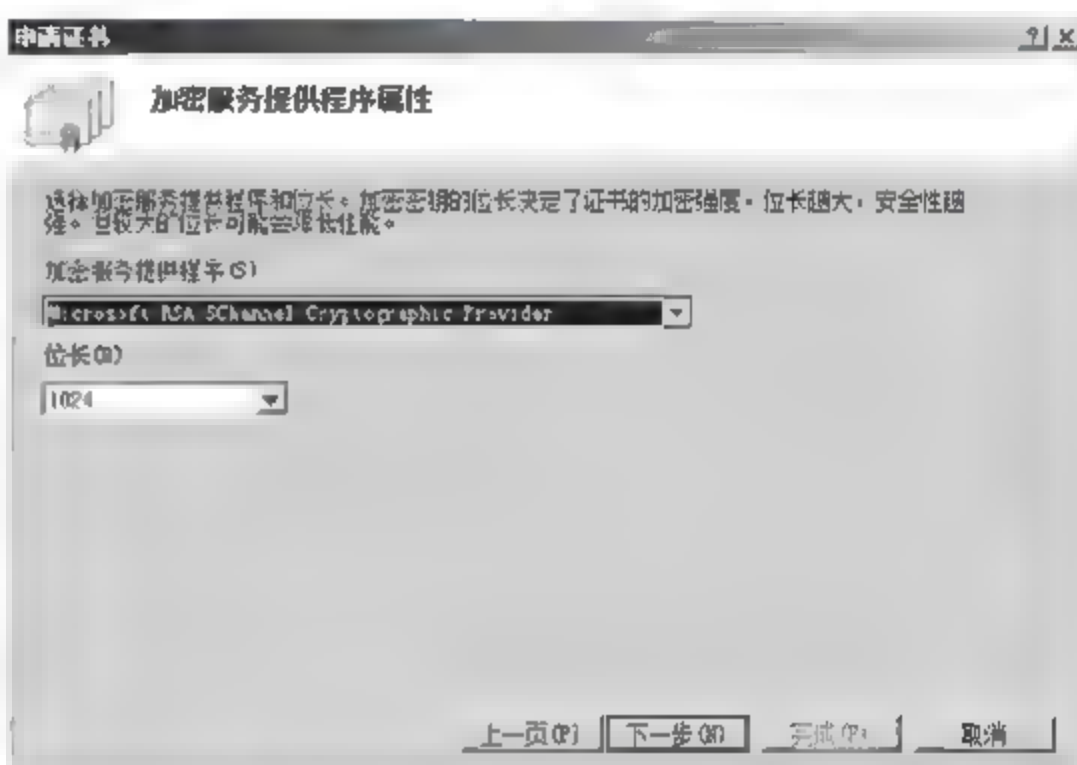 申请证书
加密服务提供程序属性
选择加密服务提供程序和位长。加密密钥的位长决定了证书的加密强度。位长越大，安全性越
强。但较大的位长可能会降低性能。
加密服务提供程序(S)
Microsoft RSA SChannel Cryptographic Provider
位长(B)
1024
上一页(P) 下一步(N) 完成(F) 取消